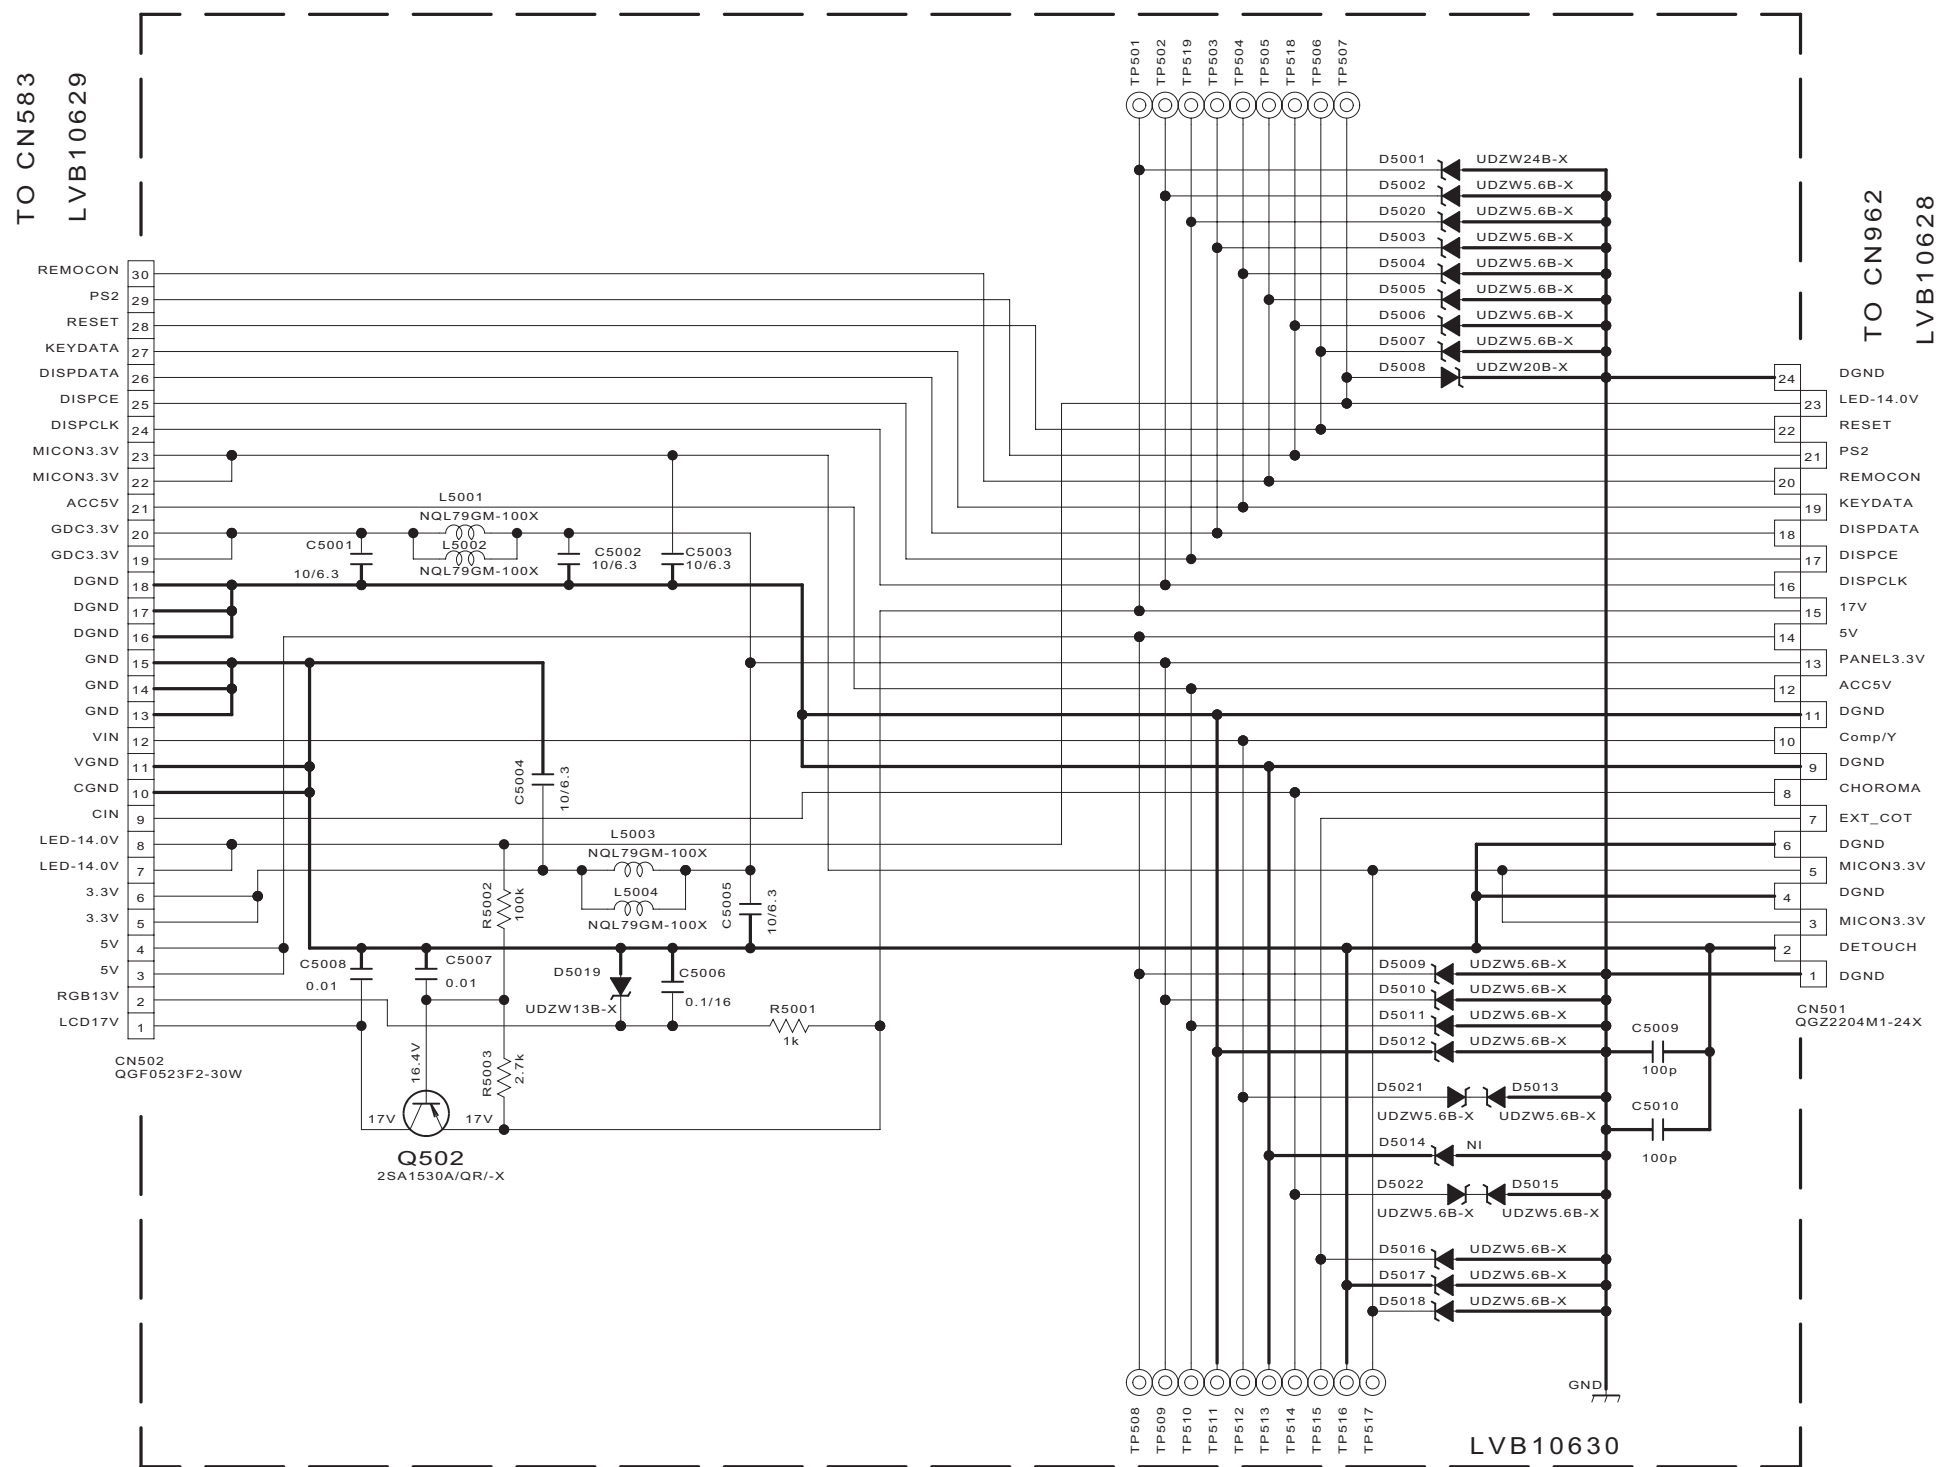 TO CN583
LVB10629
TP501
TP502
TP519
TP503
TP504
TP505
TP518
TP506
TP507
D5001 UDZW24B-X
D5002 UDZW5.6B-X
D5020 UDZW5.6B-X
D5003 UDZW5.6B-X
D5004 UDZW5.6B-X
D5005 UDZW5.6B-X
D5006 UDZW5.6B-X
D5007 UDZW5.6B-X
D5008 UDZW20B-X
TO CN962
LVB10628
REMOCON 30
PS2 29
RESET 28
KEYDATA 27
DISPDATA 26
DISPCE 25
DISPCLK 24
MICON3.3V 23
MICON3.3V 22
ACC5V 21
GDC3.3V 20
GDC3.3V 19
DGND 18
DGND 17
DGND 16
GND 15
GND 14
GND 13
VIN 12
VGND 11
CGND 10
CIN 9
LED-14.0V 8
LED-14.0V 7
3.3V 6
3.3V 5
5V 4
5V 3
RGB13V 2
LCD17V 1
CN502
QGF0523F2-30W
L5001
NQL79GM-100X
L5002
NQL79GM-100X
C5001
10/6.3
C5002
10/6.3
C5003
10/6.3
C5004
10/6.3
L5003
NQL79GM-100X
L5004
NQL79GM-100X
C5005
10/6.3
R5002
100k
C5008
0.01
C5007
0.01
D5019
UDZW13B-X
C5006
0.1/16
R5001
1k
R5003
2.7k
16.4V
17V
17V
Q502
2SA1530A/QR/-X
24 DGND
23 LED-14.0V
22 RESET
21 PS2
20 REMOCON
19 KEYDATA
18 DISPDATA
17 DISPCE
16 DISPCLK
15 17V
14 5V
13 PANEL3.3V
12 ACC5V
11 DGND
10 Comp/Y
9 DGND
8 CHOROMA
7 EXT_COT
6 DGND
5 MICON3.3V
4 DGND
3 MICON3.3V
2 DETOUCH
1 DGND
CN501
QGZ2204M1-24X
D5009 UDZW5.6B-X
D5010 UDZW5.6B-X
D5011 UDZW5.6B-X
D5012 UDZW5.6B-X
C5009
100p
D5021 D5013
UDZW5.6B-X UDZW5.6B-X
C5010
100p
D5014 NI
D5022 D5015
UDZW5.6B-X UDZW5.6B-X
D5016 UDZW5.6B-X
D5017 UDZW5.6B-X
D5018 UDZW5.6B-X
GND
TP508
TP509
TP510
TP511
TP512
TP513
TP514
TP515
TP516
TP517
LVB10630